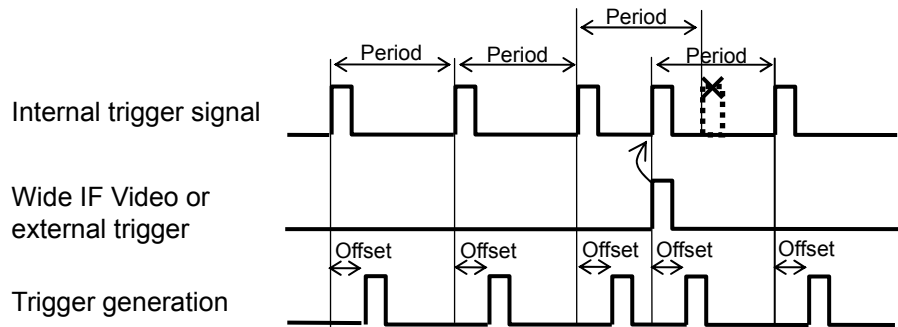 Period
Period Period Period
Internal trigger signal
Wide IF Video or
external trigger
Offset Offset Offset Offset Offset
Trigger generation